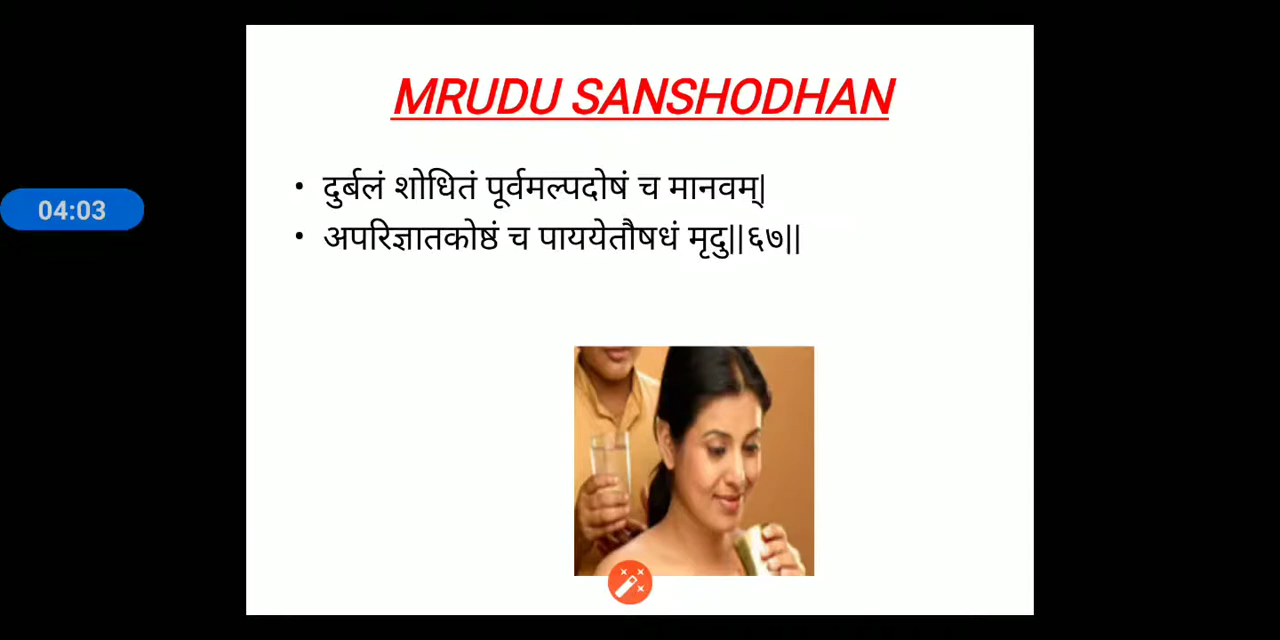 MRUDU SANSHODHAN
• दुर्बलं शोधितं पूर्वमल्पदोषं च मानवम्|
04:03
• अपरिज्ञातकोष्ठं च पाययेतौषधं मृदु||६७||